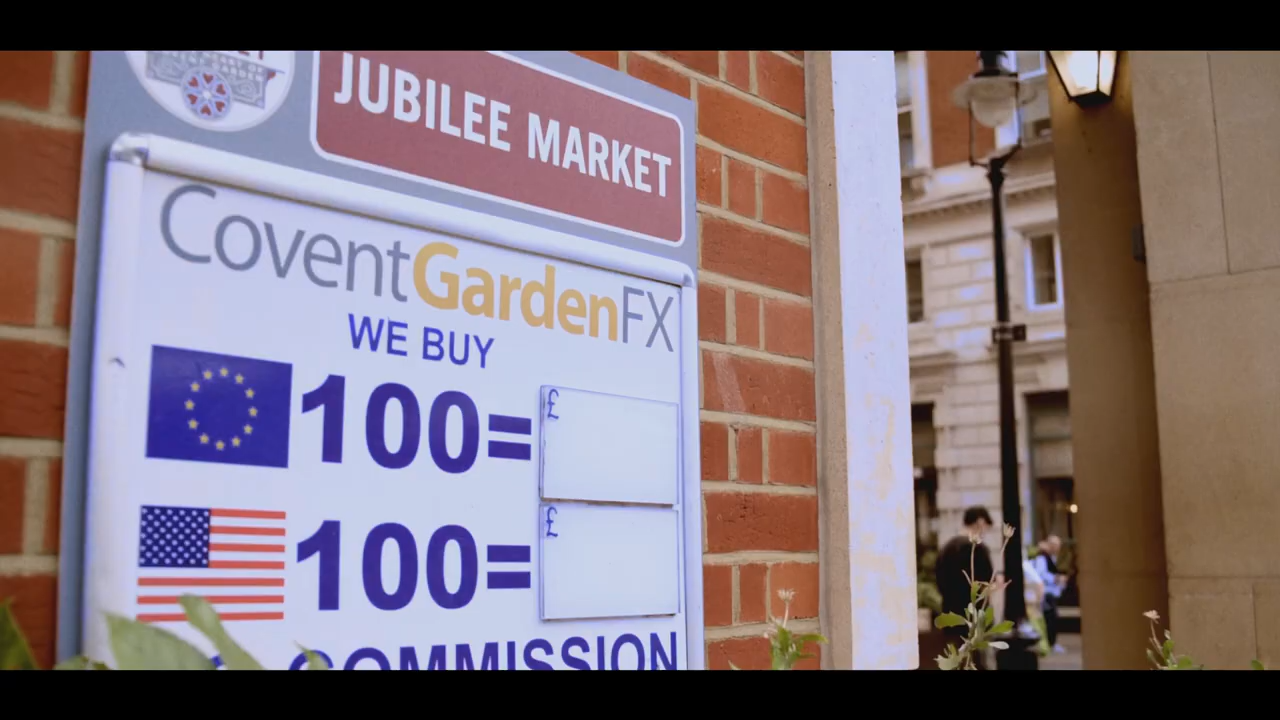 JUBILEE MARKET
CoventGardenFX
WE BUY
100= £
100= £
COMMISSION